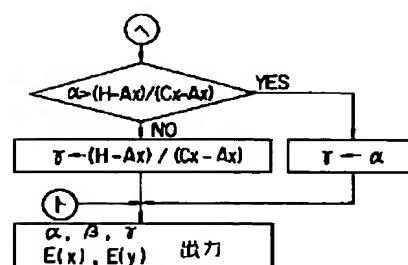 ヘ
α>(H-Ax)/(Cx-Ax)
YES
NO
γ←(H-Ax)/(Cx-Ax)
γ←α
ト
α, β, γ
E(x), E(y) 出力